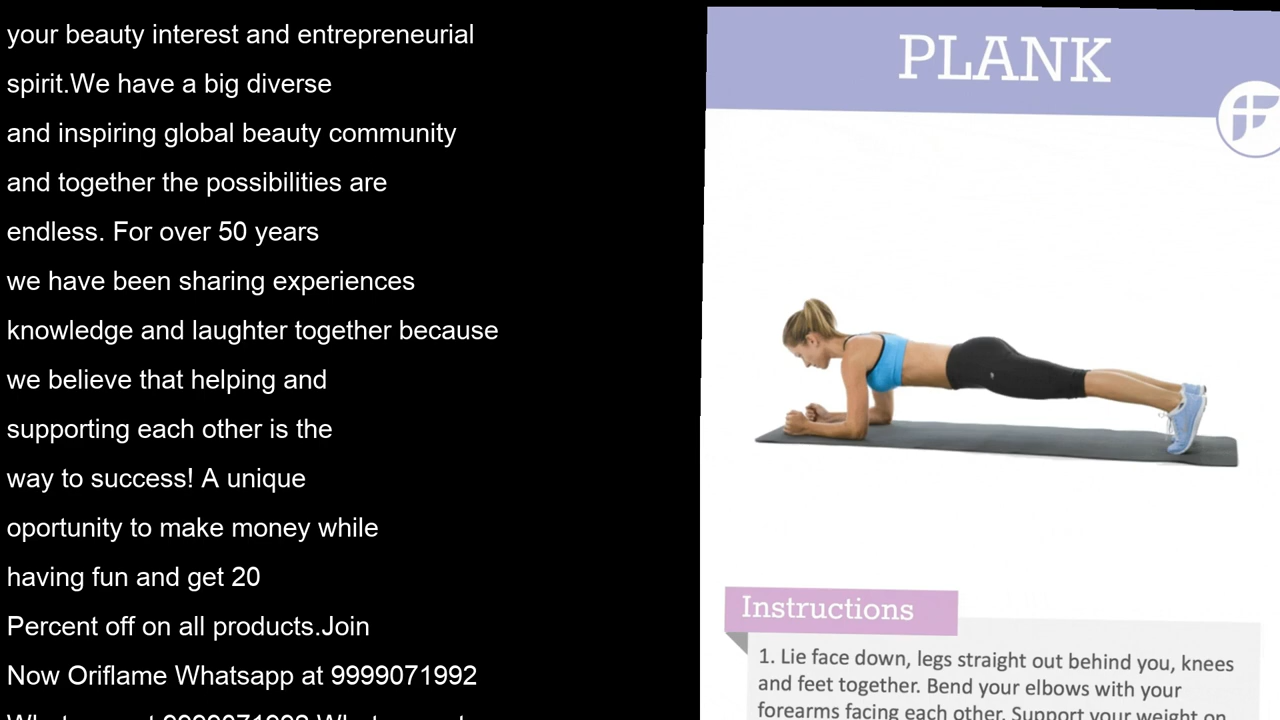 your beauty interest and entrepreneurial
spirit.We have a big diverse
and inspiring global beauty community
and together the possibilities are
endless. For over 50 years
we have been sharing experiences
knowledge and laughter together because
we believe that helping and
supporting each other is the
way to success! A unique
oportunity to make money while
having fun and get 20
Percent off on all products.Join
Now Oriflame Whatsapp at 9999071992
Whatsapp at 9999071992 Whatsapp at
PLANK
Instructions
1. Lie face down, legs straight out behind you, knees
and feet together. Bend your elbows with your
forearms facing each other. Support your weight on